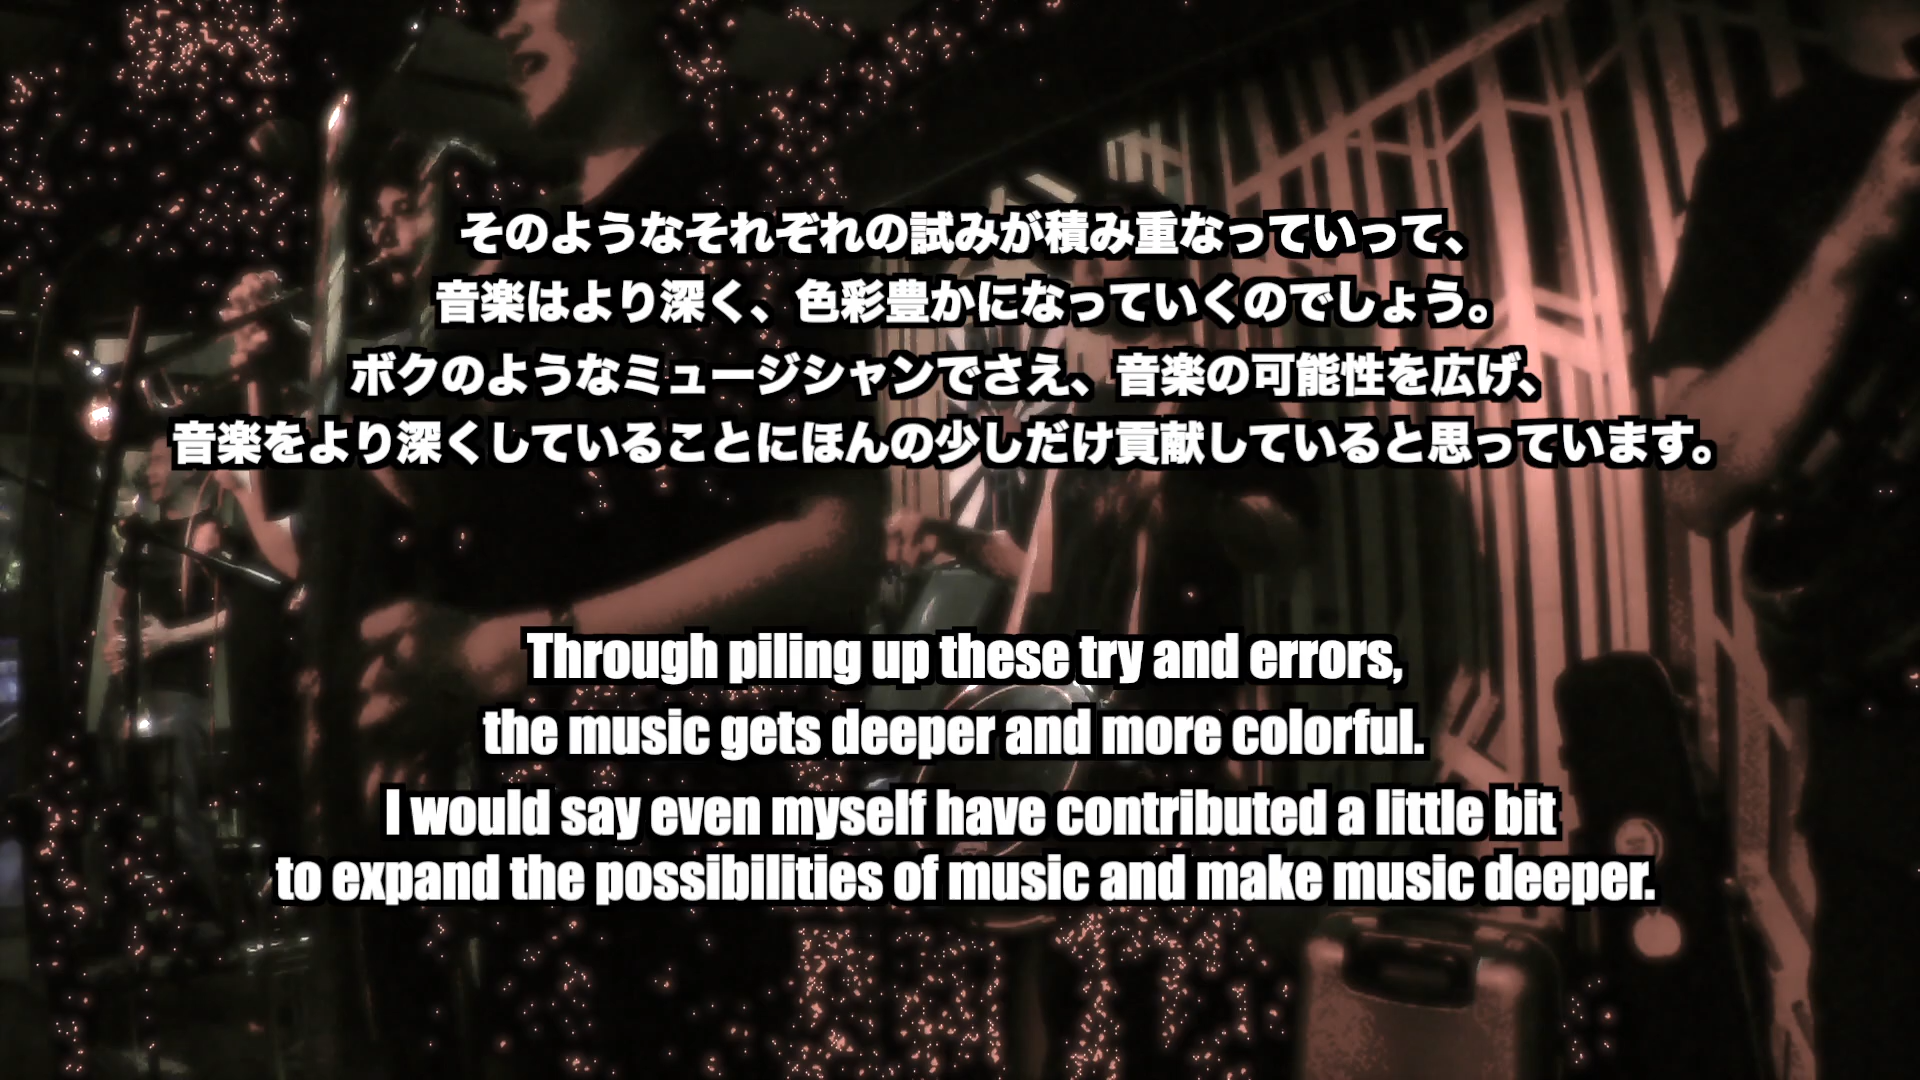 そのようなそれぞれの試みが積み重なっていって、
音楽はより深く、色彩豊かになっていくのでしょう。
ボクのようなミュージシャンでさえ、音楽の可能性を広げ、
音楽をより深くしていることにほんの少しだけ貢献していると思っています。
Through piling up these try and errors,
the music gets deeper and more colorful.
I would say even myself have contributed a little bit
to expand the possibilities of music and make music deeper.